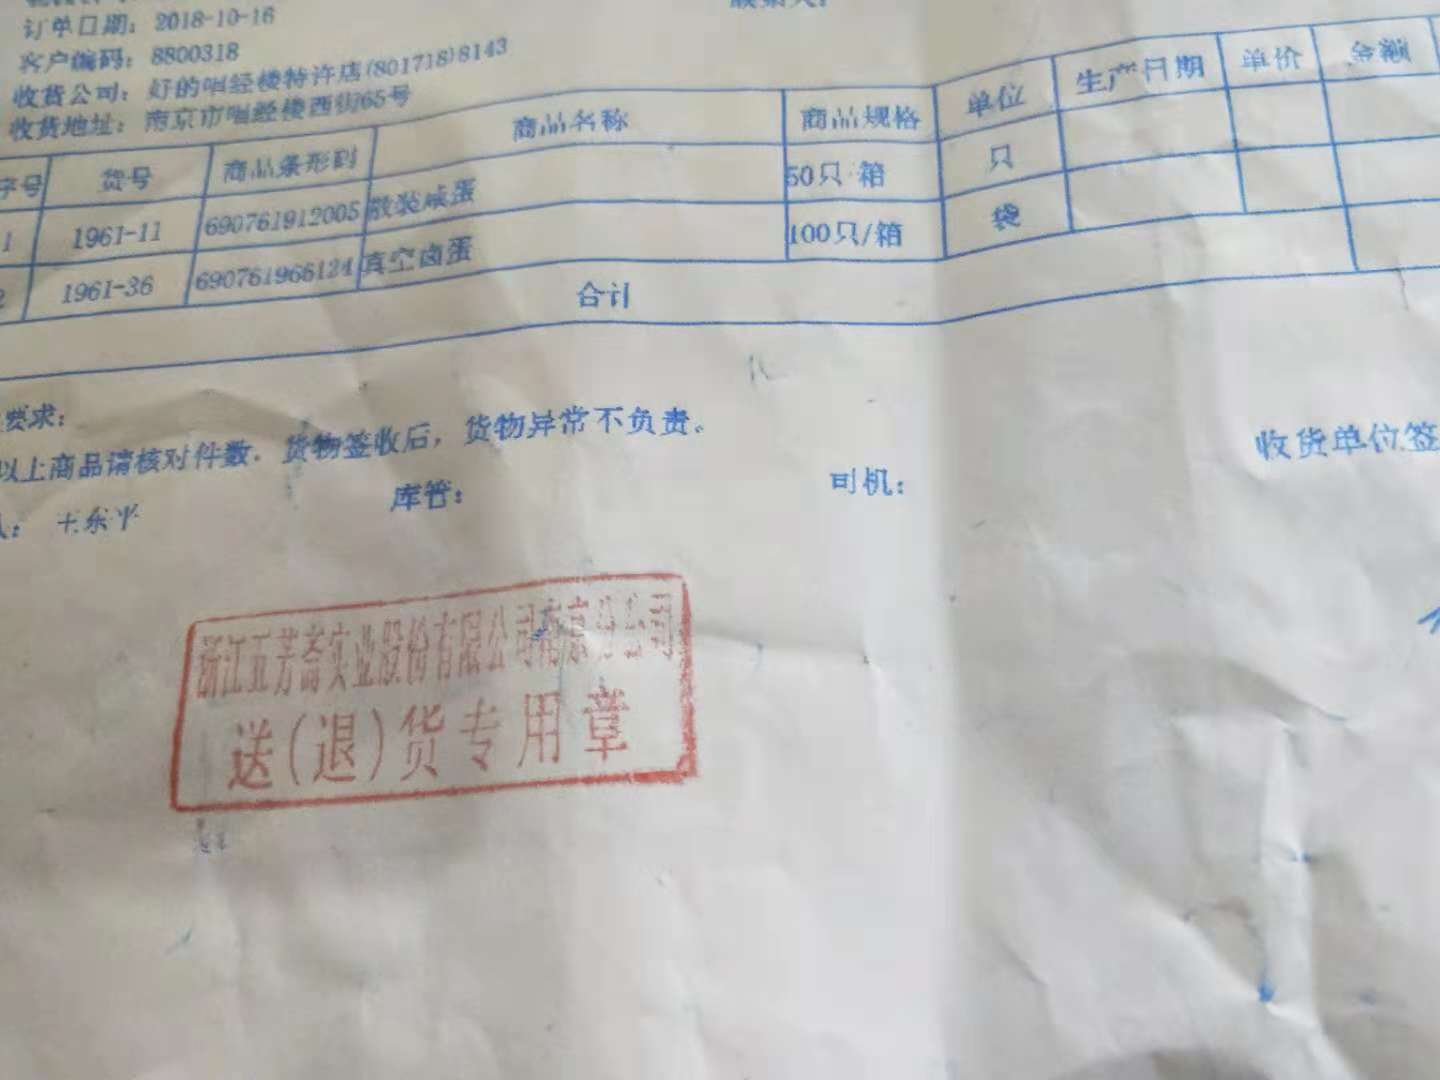 订单日期：2018-10-16
客户编码：8800318
收货公司：好的唱经楼特许店(801718)8143
收货地址：南京市唱经楼西街65号
序号 货号 商品条形码 商品名称 商品规格 单位 生产日期 单价 金额
1 1961-11 690761912005 散装咸蛋 50只/箱 只
2 1961-36 690761966124 真空卤蛋 100只/箱 袋
合计
要求：
以上商品请核对件数，货物签收后，货物异常不负责。
库管： 司机： 收货单位签
浙江五芳斋实业股份有限公司南京分公司
送(退)货专用章